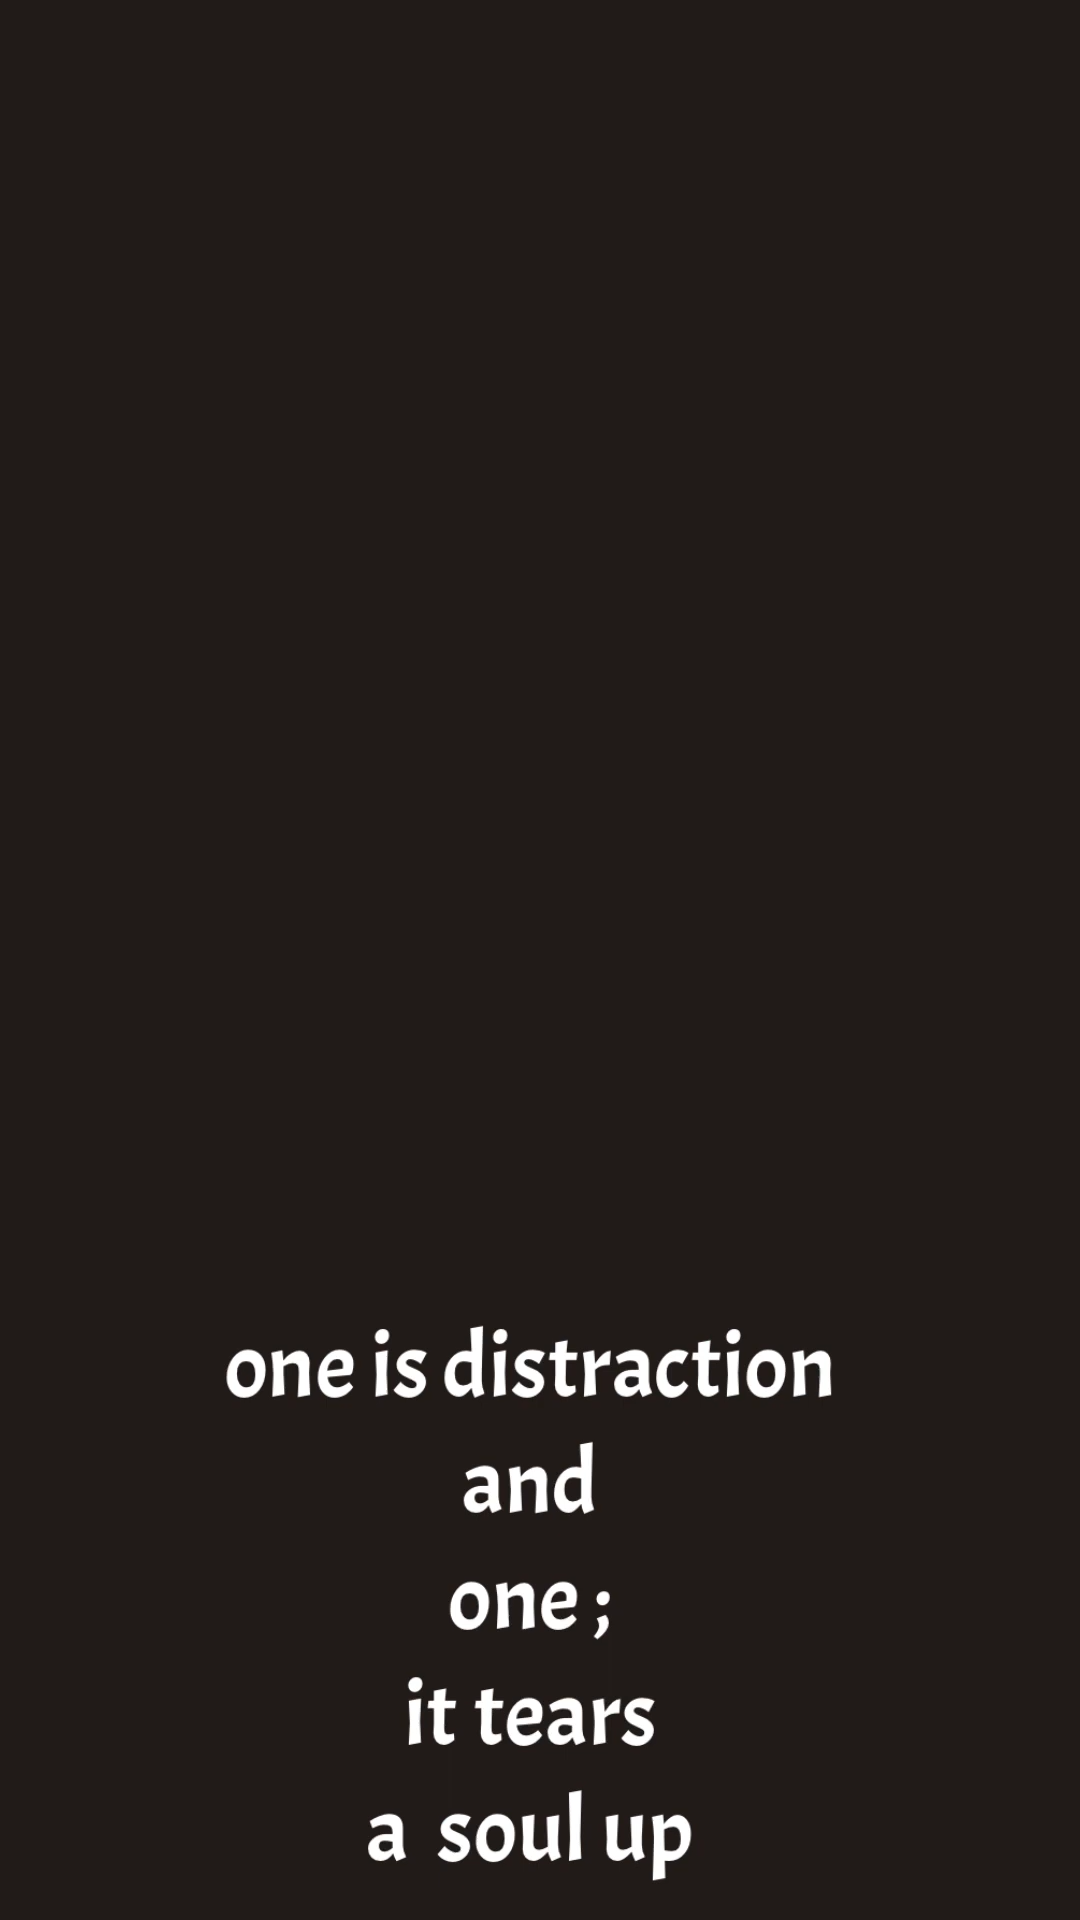 one is distraction
and
one ;
it tears
a soul up